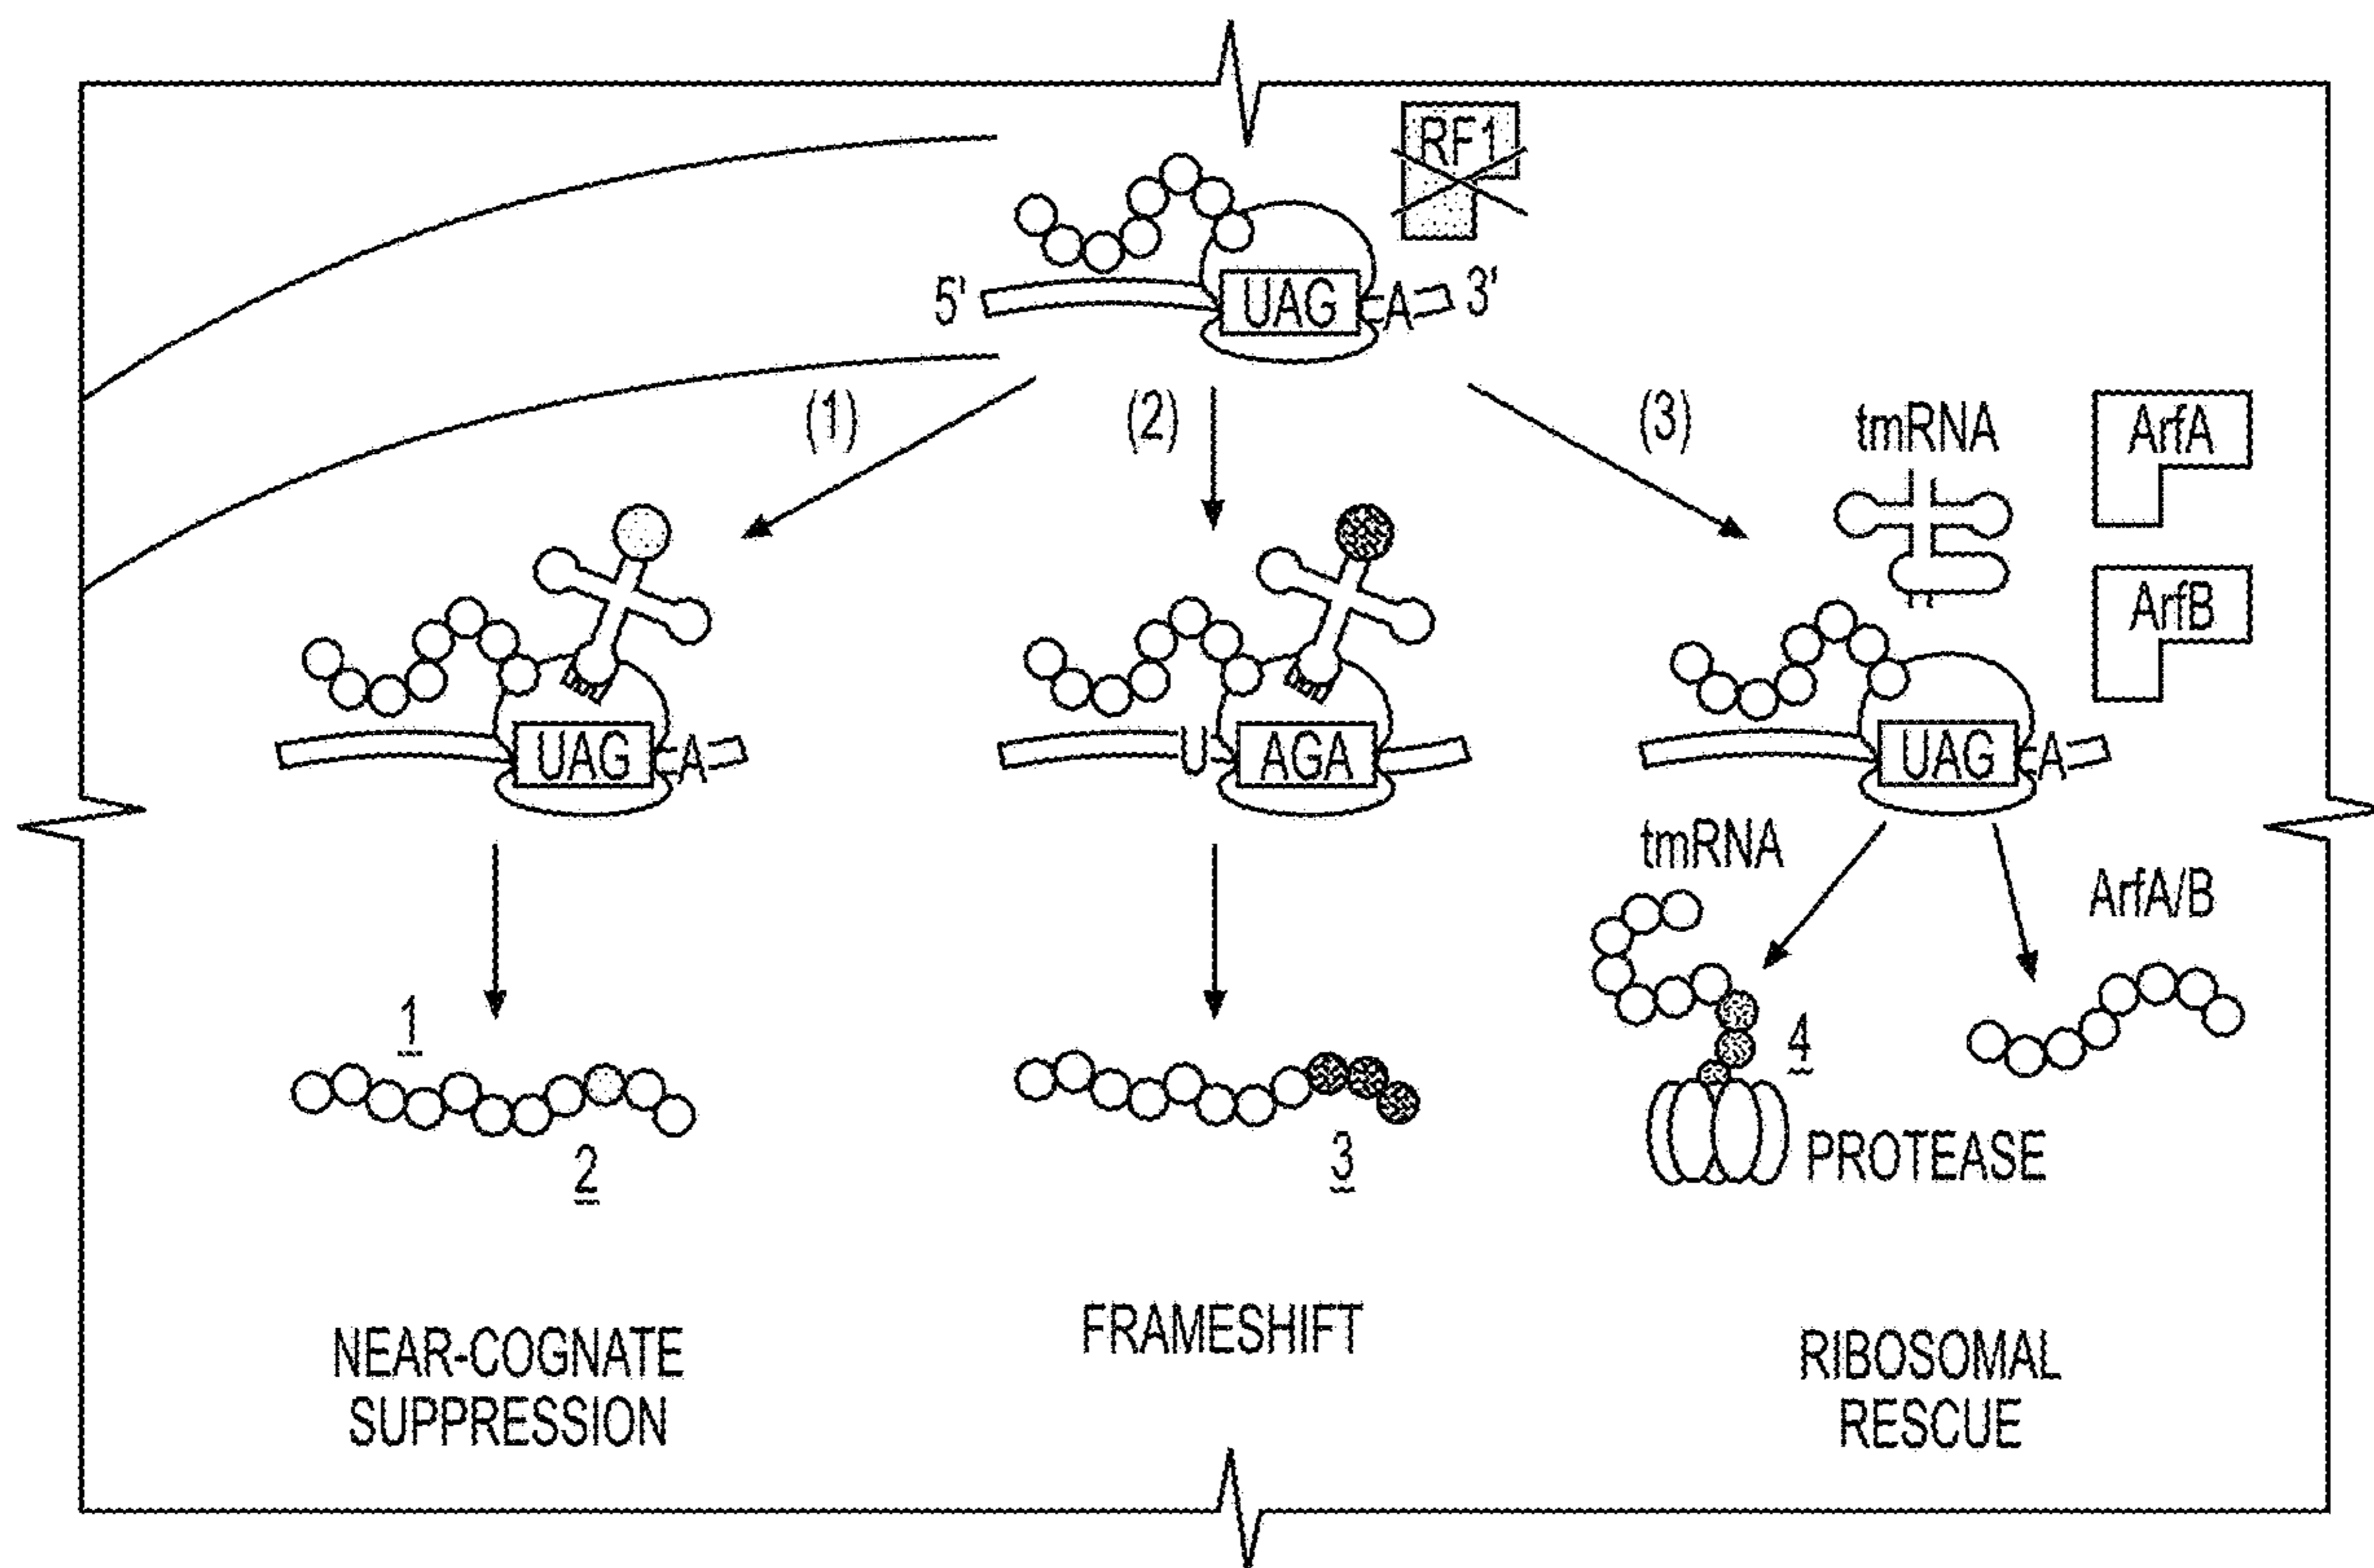 RF1
5'
UAG
A
3'
(1)
(2)
(3)
tmRNA
ArfA
ArfB
UAG
A
U
AGA
UAG
A
tmRNA
ArfA/B
1
2
3
4
PROTEASE
NEAR-COGNATE
SUPPRESSION
FRAMESHIFT
RIBOSOMAL
RESCUE